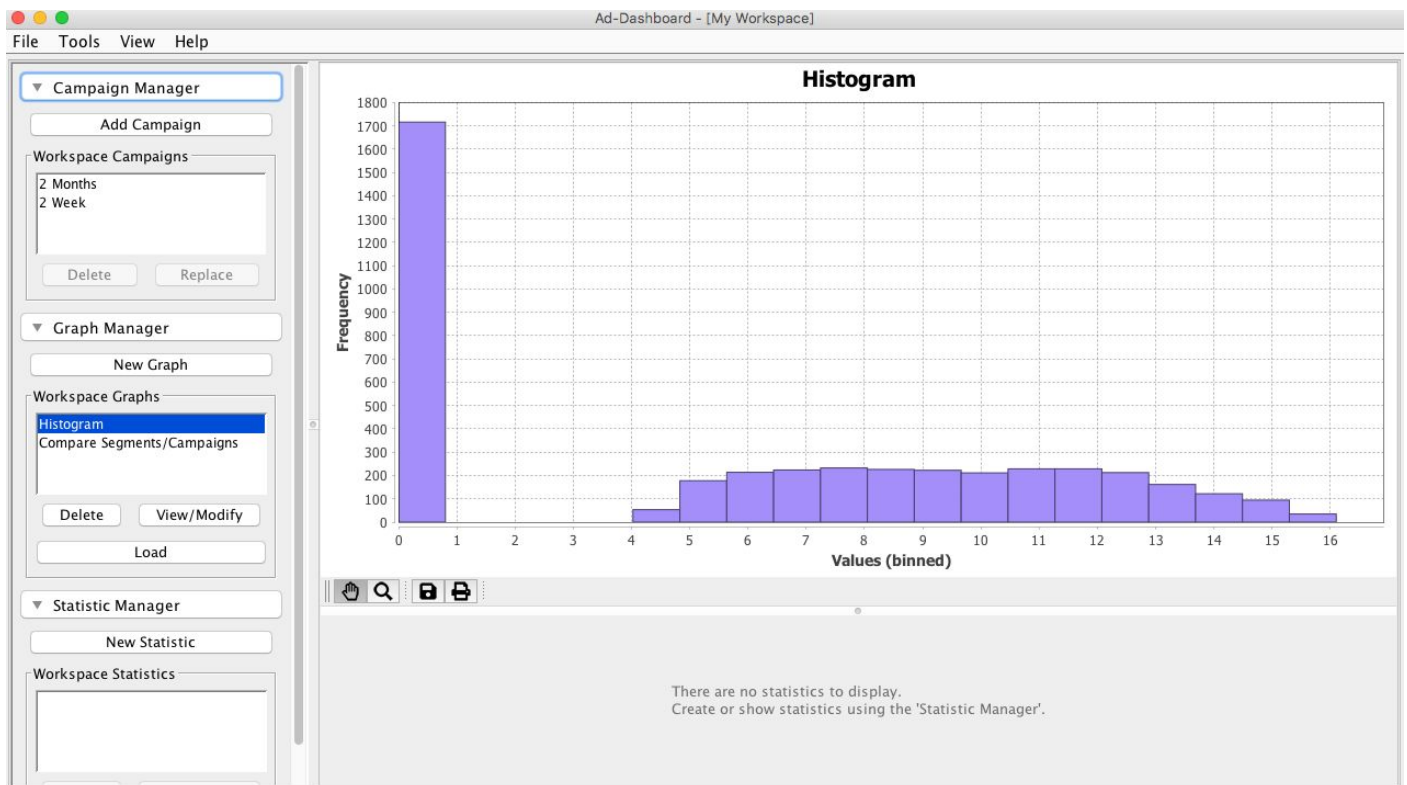 Ad-Dashboard - [My Workspace]
File Tools View Help
Campaign Manager
Add Campaign
Workspace Campaigns
2 Months
2 Week
Delete Replace
Graph Manager
New Graph
Workspace Graphs
Histogram
Compare Segments/Campaigns
Delete View/Modify
Load
Statistic Manager
New Statistic
Workspace Statistics
Histogram
Frequency
1800
1700
1600
1500
1400
1300
1200
1100
1000
900
800
700
600
500
400
300
200
100
0
0 1 2 3 4 5 6 7 8 9 10 11 12 13 14 15 16
Values (binned)
There are no statistics to display.
Create or show statistics using the 'Statistic Manager'.